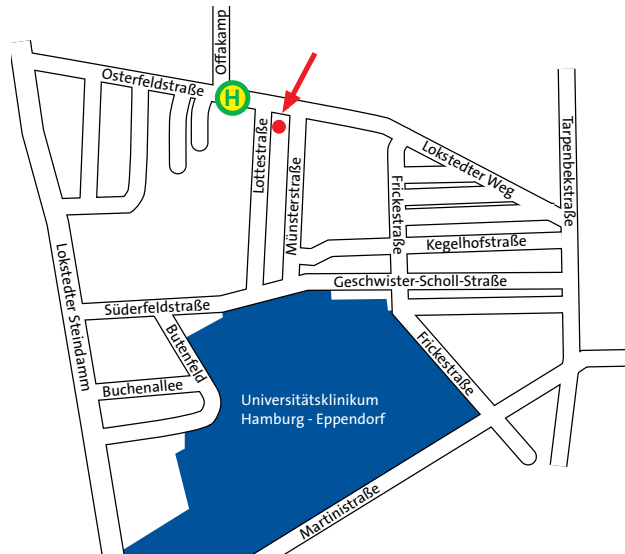 Offakamp
Osterfeldstraße
H
Lottestraße
Münsterstraße
Lokstedter Weg
Tarpenbekstraße
Frickestraße
Kegelhofstraße
Geschwister-Scholl-Straße
Lokstedter Steindamm
Süderfeldstraße
Butenfeld
Buchenallee
Frickestraße
Universitätsklinikum
Hamburg - Eppendorf
Martinistraße